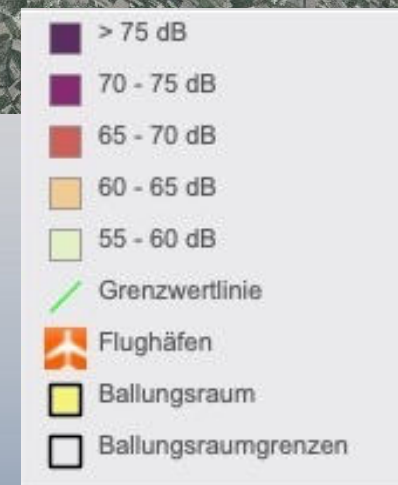 > 75 dB
70 - 75 dB
65 - 70 dB
60 - 65 dB
55 - 60 dB
Grenzwertlinie
Flughäfen
Ballungsraum
Ballungsraumgrenzen